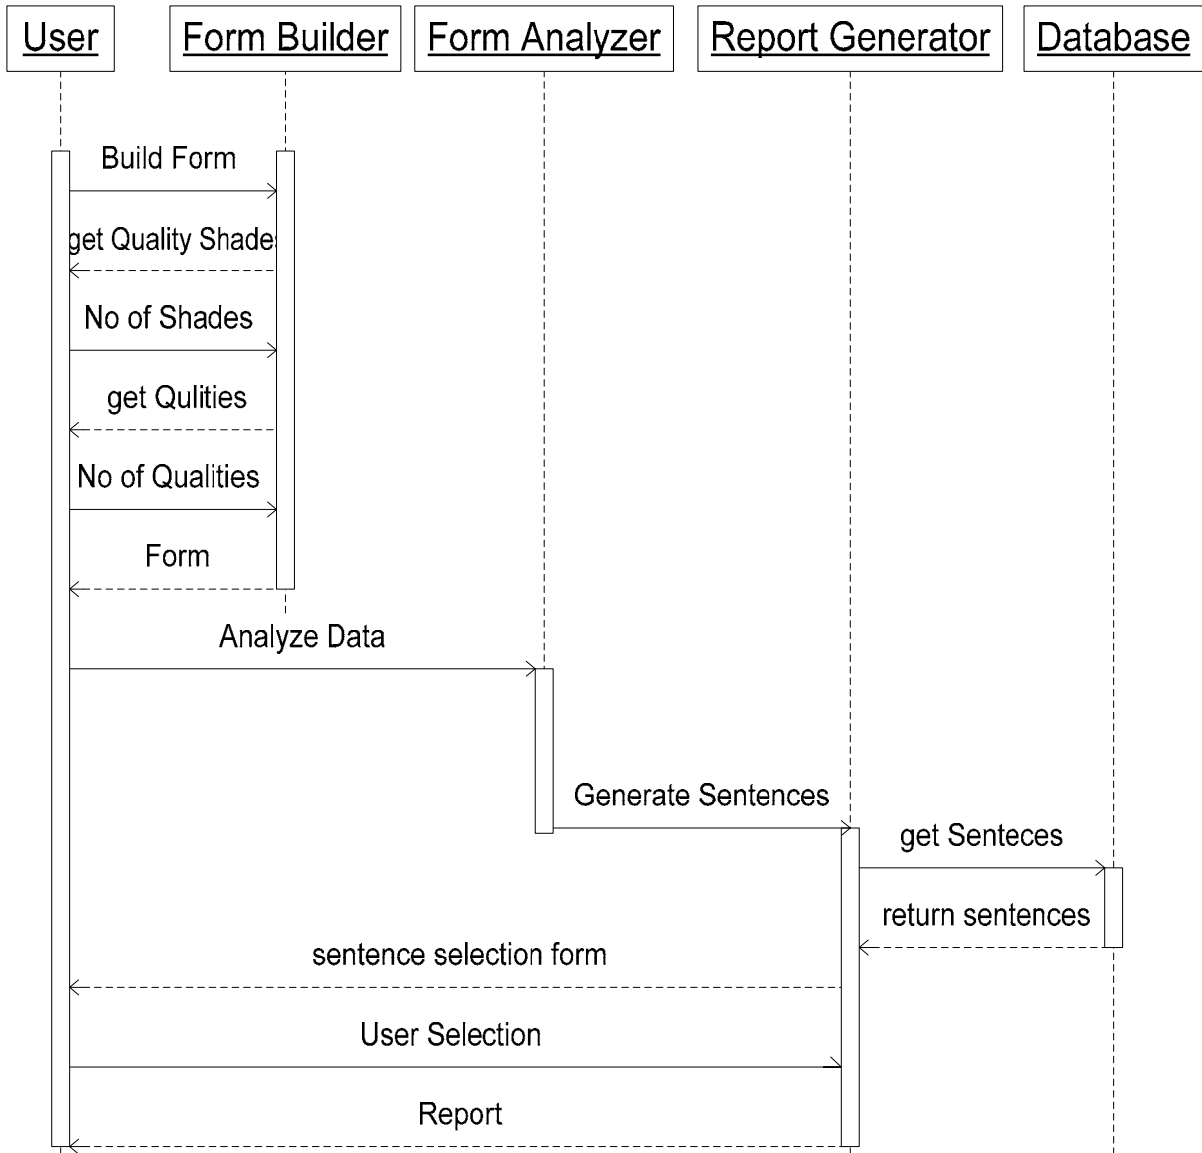 User
Form Builder
Form Analyzer
Report Generator
Database
Build Form
get Quality Shades
No of Shades
get Qulities
No of Qualities
Form
Analyze Data
Generate Sentences
get Senteces
return sentences
sentence selection form
User Selection
Report